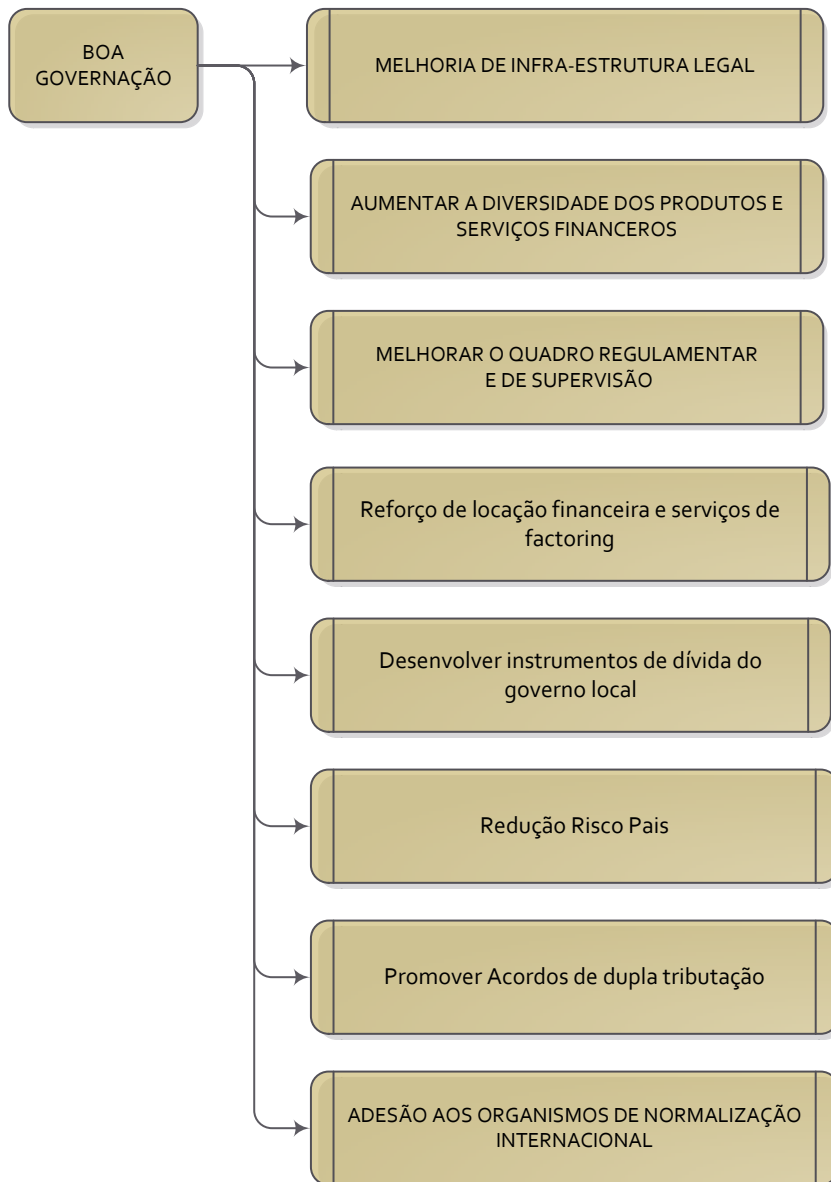 BOA
GOVERNAÇÃO
MELHORIA DE INFRA-ESTRUTURA LEGAL
AUMENTAR A DIVERSIDADE DOS PRODUTOS E
SERVIÇOS FINANCEROS
MELHORAR O QUADRO REGULAMENTAR
E DE SUPERVISÃO
Reforço de locação financeira e serviços de
factoring
Desenvolver instrumentos de dívida do
governo local
Redução Risco Pais
Promover Acordos de dupla tributação
ADESÃO AOS ORGANISMOS DE NORMALIZAÇÃO
INTERNACIONAL